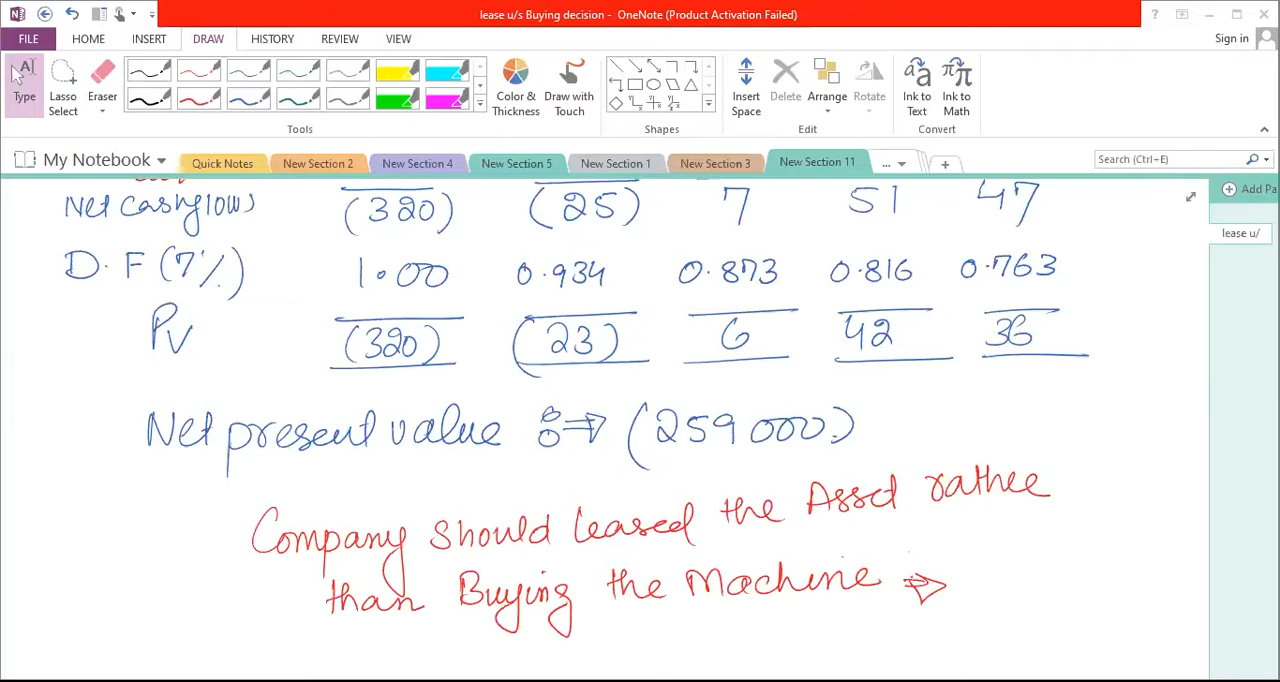 lease u/s Buying decision - OneNote (Product Activation Failed)
FILE HOME INSERT DRAW HISTORY REVIEW VIEW Sign in
Type Lasso Select Eraser Color & Thickness Draw with Touch Insert Space Delete Arrange Rotate Ink to Text Ink to Math
Tools Shapes Edit Convert
My Notebook Quick Notes New Section 2 New Section 4 New Section 5 New Section 1 New Section 3 New Section 11 ... + Search (Ctrl+E)
Add Pa
lease u/
Net cashflows (320) (25) 7 51 47
D.F (7%) 1.00 0.934 0.873 0.816 0.763
PV (320) (23) 6 42 36
Net present value (259000)
Company should leased the Asset rather
than Buying the Machine